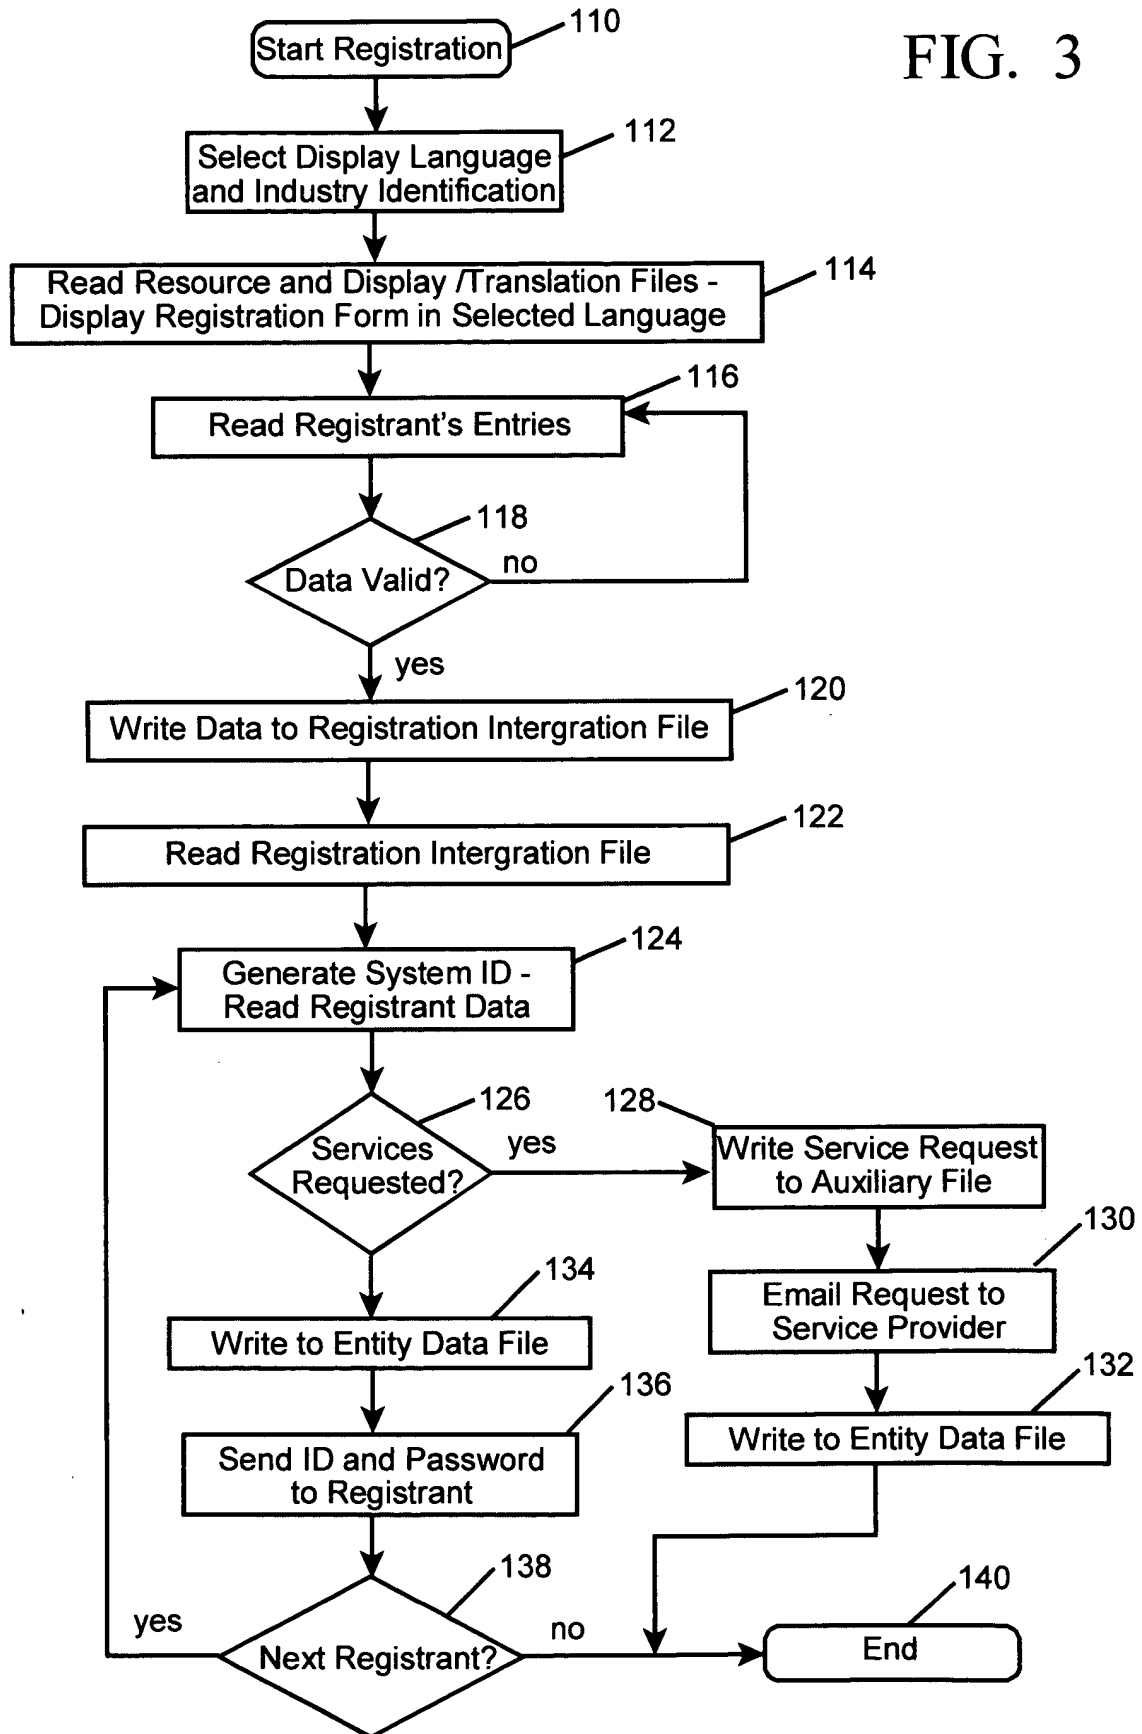 FIG. 3
Start Registration
110
Select Display Language
and Industry Identification
112
Read Resource and Display /Translation Files -
Display Registration Form in Selected Language
114
Read Registrant's Entries
116
Data Valid?
118
no
yes
Write Data to Registration Intergration File
120
Read Registration Intergration File
122
Generate System ID -
Read Registrant Data
124
Services
Requested?
126
yes
128
Write Service Request
to Auxiliary File
130
Email Request to
Service Provider
132
Write to Entity Data File
134
Write to Entity Data File
136
Send ID and Password
to Registrant
138
Next Registrant?
yes
no
140
End